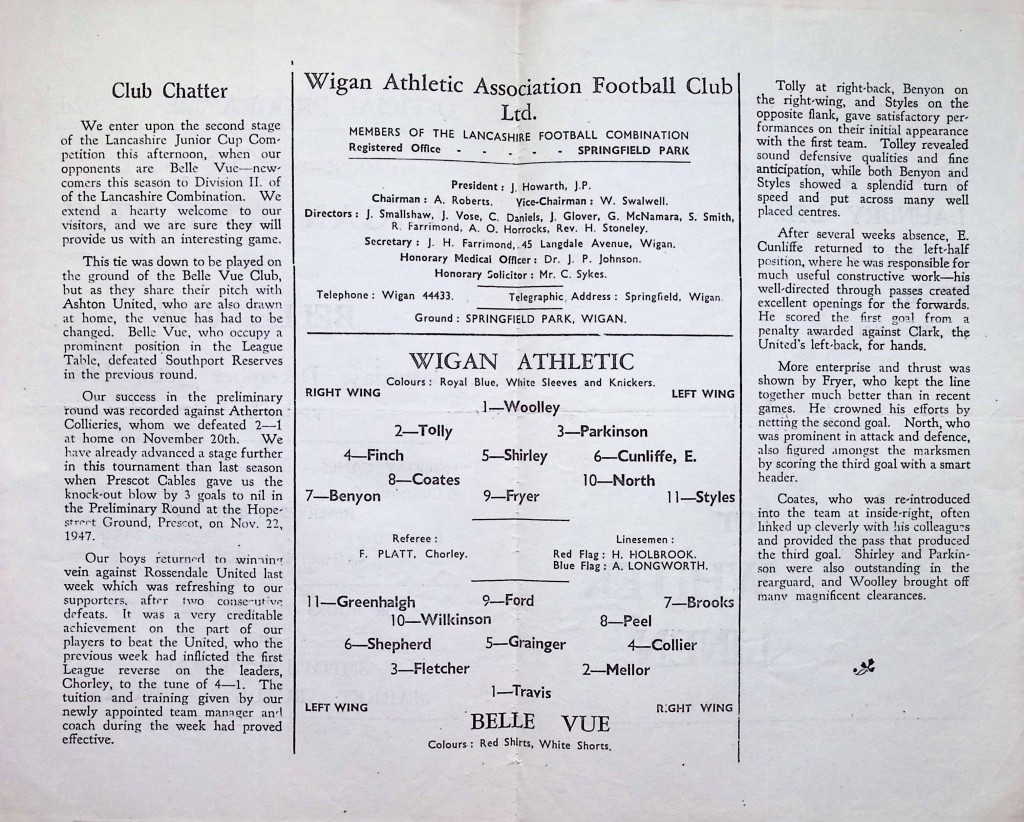 Club Chatter
We enter upon the second stage
of the Lancashire Junior Cup Com-
petition this afternoon, when our
opponents are Belle Vue—new-
comers this season to Division II. of
of the Lancashire Combination. We
extend a hearty welcome to our
visitors, and we are sure they will
provide us with an interesting game.
This tie was down to be played on
the ground of the Belle Vue Club,
but as they share their pitch with
Ashton United, who are also drawn
at home, the venue has had to be
changed. Belle Vue, who occupy a
prominent position in the League
Table, defeated Southport Reserves
in the previous round.
Our success in the preliminary
round was recorded against Atherton
Collieries, whom we defeated 2—1
at home on November 20th. We
have already advanced a stage further
in this tournament than last season
when Prescot Cables gave us the
knock-out blow by 3 goals to nil in
the Preliminary Round at the Hope-
street Ground, Prescot, on Nov. 22,
1947.
Our boys returned to winning
vein against Rossendale United last
week which was refreshing to our
supporters, after two consecutive
defeats. It was a very creditable
achievement on the part of our
players to beat the United, who the
previous week had inflicted the first
League reverse on the leaders,
Chorley, to the tune of 4—1. The
tuition and training given by our
newly appointed team manager and
coach during the week had proved
effective.
Wigan Athletic Association Football Club
Ltd.
MEMBERS OF THE LANCASHIRE FOOTBALL COMBINATION
Registered Office - - - - - SPRINGFIELD PARK
President : J. Howarth, J.P.
Chairman : A. Roberts. Vice-Chairman : W. Swalwell.
Directors : J. Smallshaw, J. Vose, C. Daniels, J. Glover, G. McNamara, S. Smith,
R. Farrimond, A. O. Horrocks, Rev. H. Stoneley.
Secretary : J. H. Farrimond, 45 Langdale Avenue, Wigan.
Honorary Medical Officer : Dr. J. P. Johnson.
Honorary Solicitor : Mr. C. Sykes.
Telephone : Wigan 44433. Telegraphic Address : Springfield, Wigan.
Ground : SPRINGFIELD PARK, WIGAN.
WIGAN ATHLETIC
Colours : Royal Blue, White Sleeves and Knickers.
RIGHT WING LEFT WING
1—Woolley
2—Tolly 3—Parkinson
4—Finch 5—Shirley 6—Cunliffe, E.
8—Coates 10—North
7—Benyon 9—Fryer 11—Styles
Referee : Linesmen :
F. PLATT, Chorley. Red Flag : H. HOLBROOK.
Blue Flag : A. LONGWORTH.
11—Greenhalgh 9—Ford 7—Brooks
10—Wilkinson 8—Peel
6—Shepherd 5—Grainger 4—Collier
3—Fletcher 2—Mellor
1—Travis
LEFT WING RIGHT WING
BELLE VUE
Colours : Red Shirts, White Shorts.
Tolly at right-back, Benyon on
the right-wing, and Styles on the
opposite flank, gave satisfactory per-
formances on their initial appearance
with the first team. Tolley revealed
sound defensive qualities and fine
anticipation, while both Benyon and
Styles showed a splendid turn of
speed and put across many well
placed centres.
After several weeks absence, E.
Cunliffe returned to the left-half
position, where he was responsible for
much useful constructive work—his
well-directed through passes created
excellent openings for the forwards.
He scored the first goal from a
penalty awarded against Clark, the
United's left-back, for hands.
More enterprise and thrust was
shown by Fryer, who kept the line
together much better than in recent
games. He crowned his efforts by
netting the second goal. North, who
was prominent in attack and defence,
also figured amongst the marksmen
by scoring the third goal with a smart
header.
Coates, who was re-introduced
into the team at inside-right, often
linked up cleverly with his colleagues
and provided the pass that produced
the third goal. Shirley and Parkin-
son were also outstanding in the
rearguard, and Woolley brought off
many magnificent clearances.